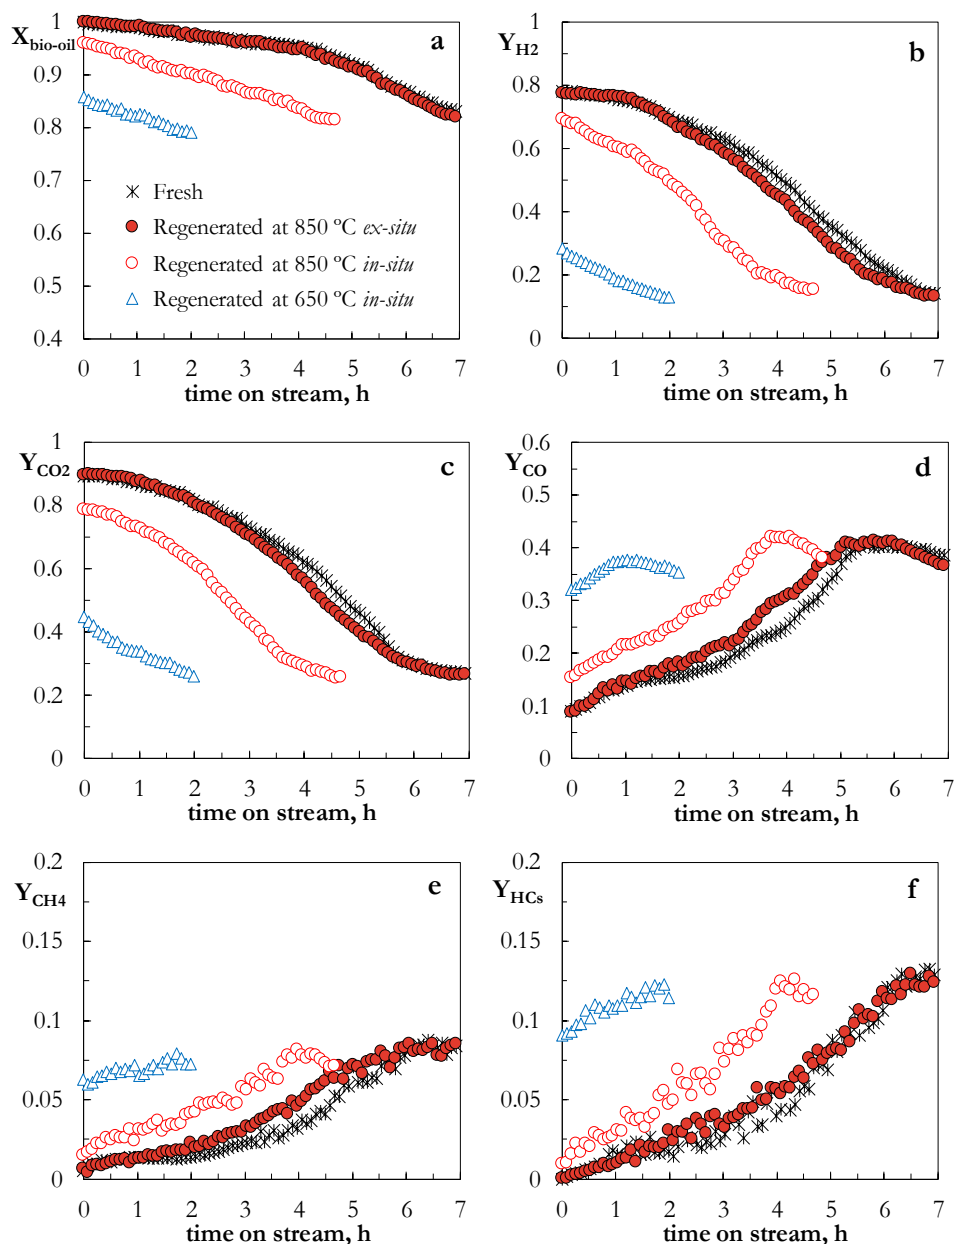 X bio-oil
a
1
0.9
0.8
0.7
0.6
0.5
0.4
Fresh
Regenerated at 850 ºC ex-situ
Regenerated at 850 ºC in-situ
Regenerated at 650 ºC in-situ
0 1 2 3 4 5 6 7
time on stream, h
Y H2
b
1
0.8
0.6
0.4
0.2
0
0 1 2 3 4 5 6 7
time on stream, h
Y CO2
c
1
0.8
0.6
0.4
0.2
0
0 1 2 3 4 5 6 7
time on stream, h
Y CO
d
0.6
0.5
0.4
0.3
0.2
0.1
0
0 1 2 3 4 5 6 7
time on stream, h
Y CH4
e
0.2
0.15
0.1
0.05
0
0 1 2 3 4 5 6 7
time on stream, h
Y HCs
f
0.2
0.15
0.1
0.05
0
0 1 2 3 4 5 6 7
time on stream, h